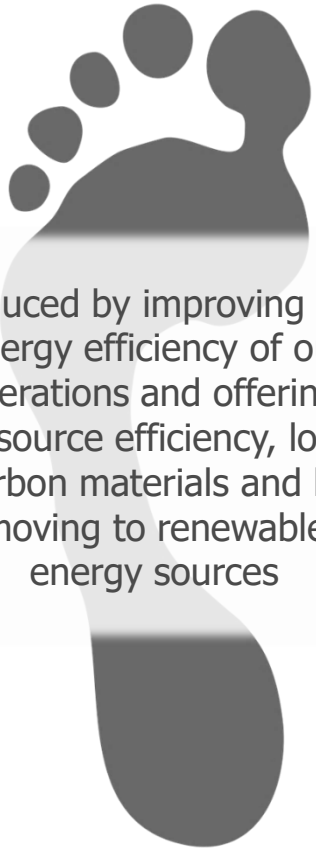 uced by improving
ergy efficiency of o
erations and offerin
source efficiency, lo
rbon materials and
moving to renewable
energy sources